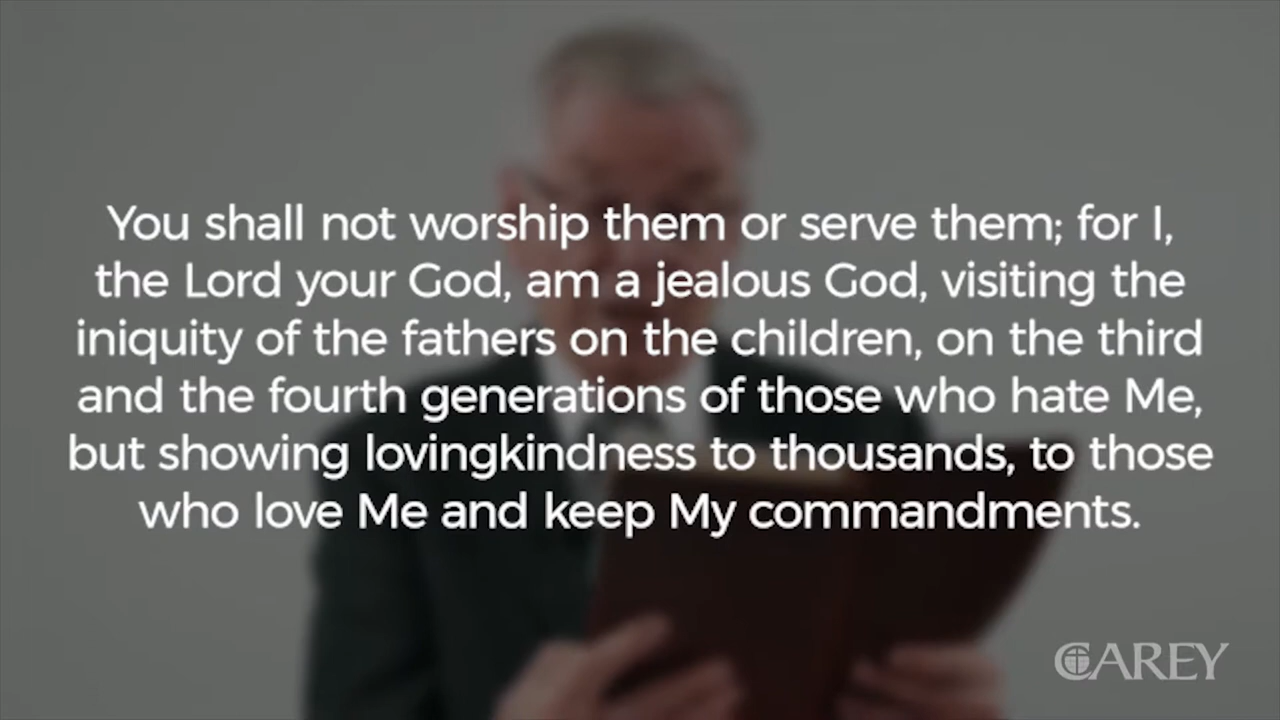 You shall not worship them or serve them; for I,
the Lord your God, am a jealous God, visiting the
iniquity of the fathers on the children, on the third
and the fourth generations of those who hate Me,
but showing lovingkindness to thousands, to those
who love Me and keep My commandments.
CAREY